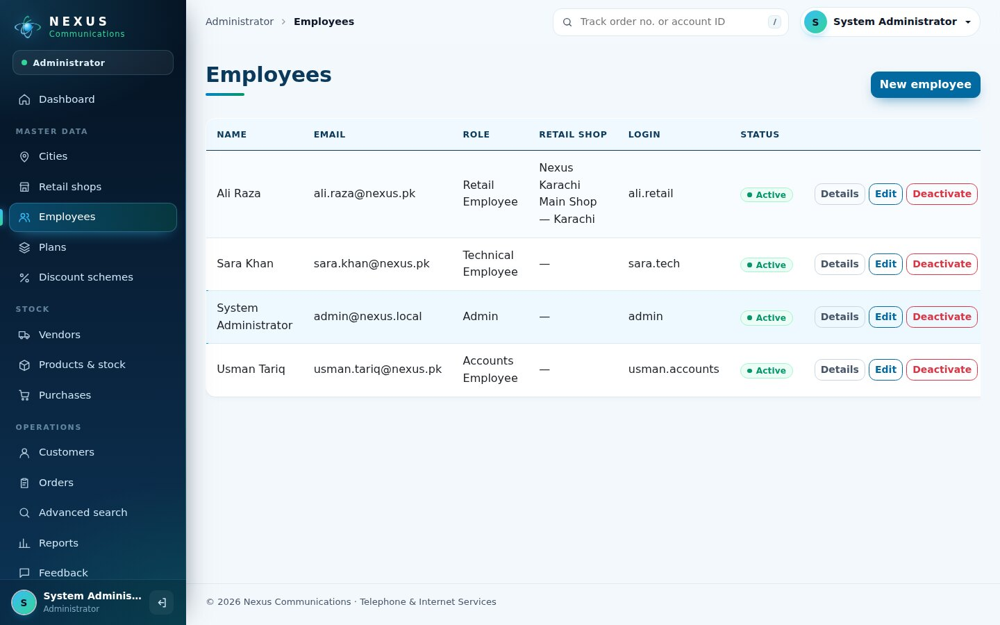 NEXUS
Communications
Administrator
Dashboard
MASTER DATA
Cities
Retail shops
Employees
Plans
Discount schemes
STOCK
Vendors
Products & stock
Purchases
OPERATIONS
Customers
Orders
Advanced search
Reports
Feedback
S
System Adminis...
Administrator
Administrator > Employees
Track order no. or account ID /
S System Administrator
Employees
New employee
NAME EMAIL ROLE RETAIL SHOP LOGIN STATUS
Ali Raza ali.raza@nexus.pk Retail
Employee
Nexus
Karachi
Main Shop
— Karachi
ali.retail Active Details Edit Deactivate
Sara Khan sara.khan@nexus.pk Technical
Employee
— sara.tech Active Details Edit Deactivate
System
Administrator
admin@nexus.local Admin — admin Active Details Edit Deactivate
Usman Tariq usman.tariq@nexus.pk Accounts
Employee
— usman.accounts Active Details Edit Deactivate
© 2026 Nexus Communications · Telephone & Internet Services